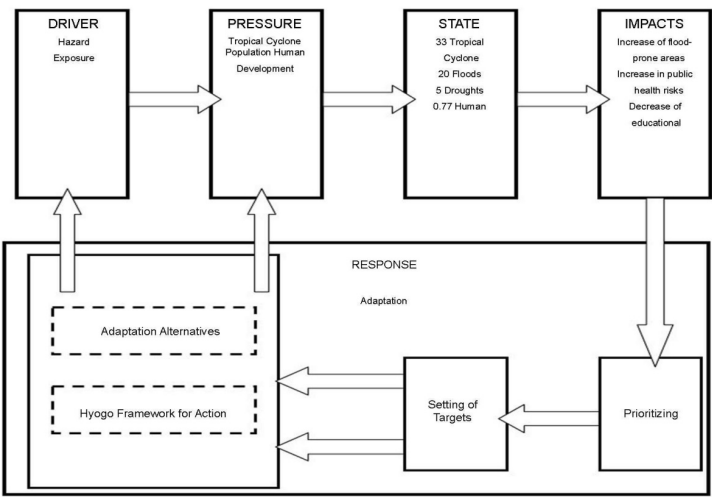 DRIVER
Hazard
Exposure
PRESSURE
Tropical Cyclone
Population Human
Development
STATE
33 Tropical
Cyclone
20 Floods
5 Droughts
0.77 Human
IMPACTS
Increase of flood-
prone areas
Increase in public
health risks
Decrease of
educational
RESPONSE
Adaptation
Adaptation Alternatives
Hyogo Framework for Action
Setting of
Targets
Prioritizing